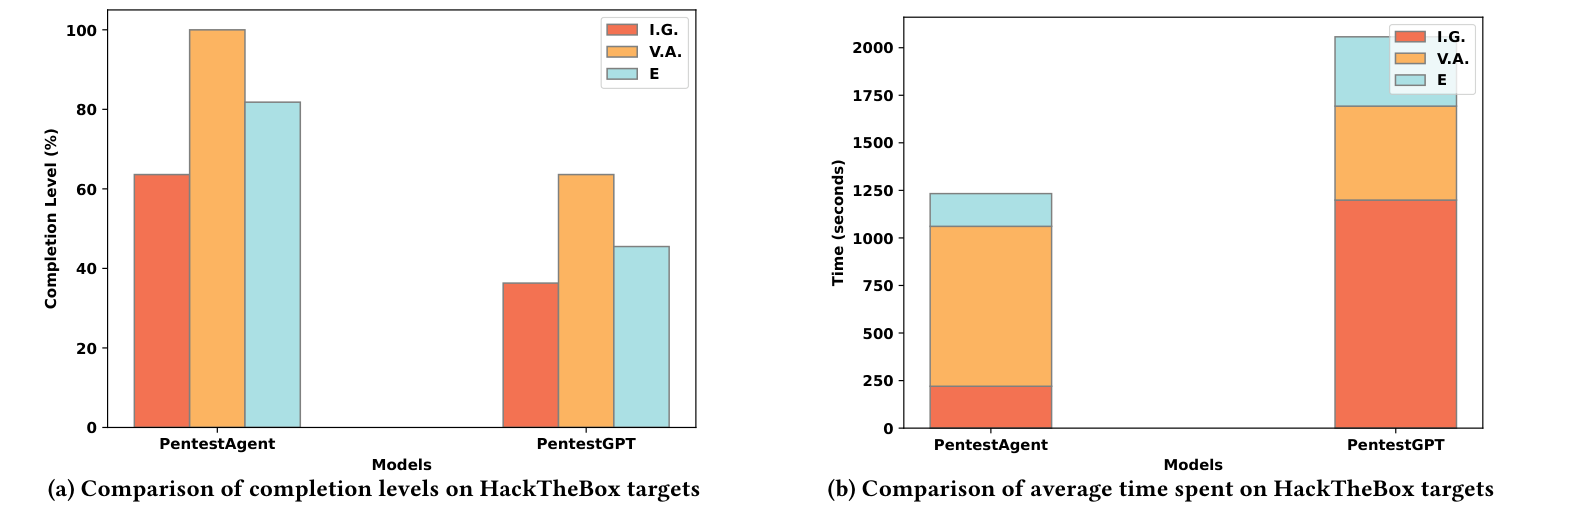 100
80
60
40
20
0
Completion Level (%)
I.G.
V.A.
E
PentestAgent
PentestGPT
Models
(a) Comparison of completion levels on HackTheBox targets
2000
1750
1500
1250
1000
750
500
250
0
Time (seconds)
I.G.
V.A.
E
PentestAgent
PentestGPT
Models
(b) Comparison of average time spent on HackTheBox targets